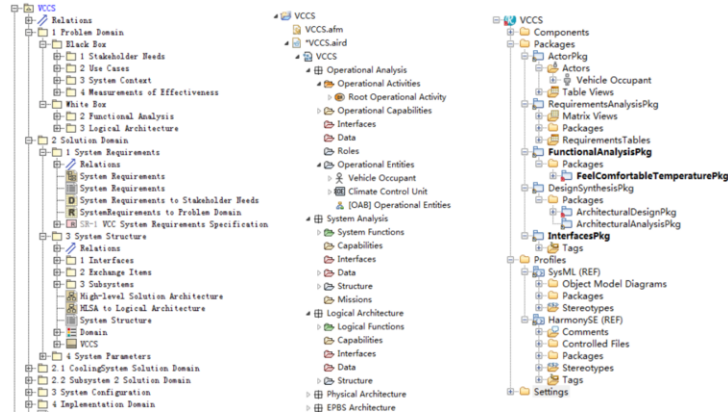 VCCS
Relations
1 Problem Domain
Black Box
1 Stakeholder Needs
2 Use Cases
3 System Context
4 Measurements of Effectiveness
White Box
2 Functional Analysis
3 Logical Architecture
2 Solution Domain
1 System Requirements
Relations
System Requirements
System Requirements
D System Requirements to Stakeholder Needs
R SystemRequirements to Problem Domain
R SR-1 VCC System Requirements Specification
3 System Structure
Relations
1 Interfaces
2 Exchange Items
3 Subsystems
High-level Solution Architecture
HLSA to Logical Architecture
System Structure
Domain
VCCS
4 System Parameters
2.1 CoolingSystem Solution Domain
2.2 Subsystem 2 Solution Domain
3 System Configuration
4 Implementation Domain
VCCS
VCCS.afm
*VCCS.aird
VCCS
Operational Analysis
Operational Activities
Root Operational Activity
Operational Capabilities
Interfaces
Data
Roles
Operational Entities
Vehicle Occupant
Climate Control Unit
[OAB] Operational Entities
System Analysis
System Functions
Capabilities
Interfaces
Data
Structure
Missions
Logical Architecture
Logical Functions
Capabilities
Interfaces
Data
Structure
Physical Architecture
EPBS Architecture
VCCS
Components
Packages
ActorPkg
Actors
Vehicle Occupant
Table Views
RequirementsAnalysisPkg
Matrix Views
Packages
RequirementsTables
FunctionalAnalysisPkg
Packages
FeelComfortableTemperaturePkg
DesignSynthesisPkg
Packages
ArchitecturalDesignPkg
ArchitecturalAnalysisPkg
InterfacesPkg
Tags
Profiles
SysML (REF)
Object Model Diagrams
Packages
Stereotypes
HarmonySE (REF)
Comments
Controlled Files
Packages
Stereotypes
Tags
Settings